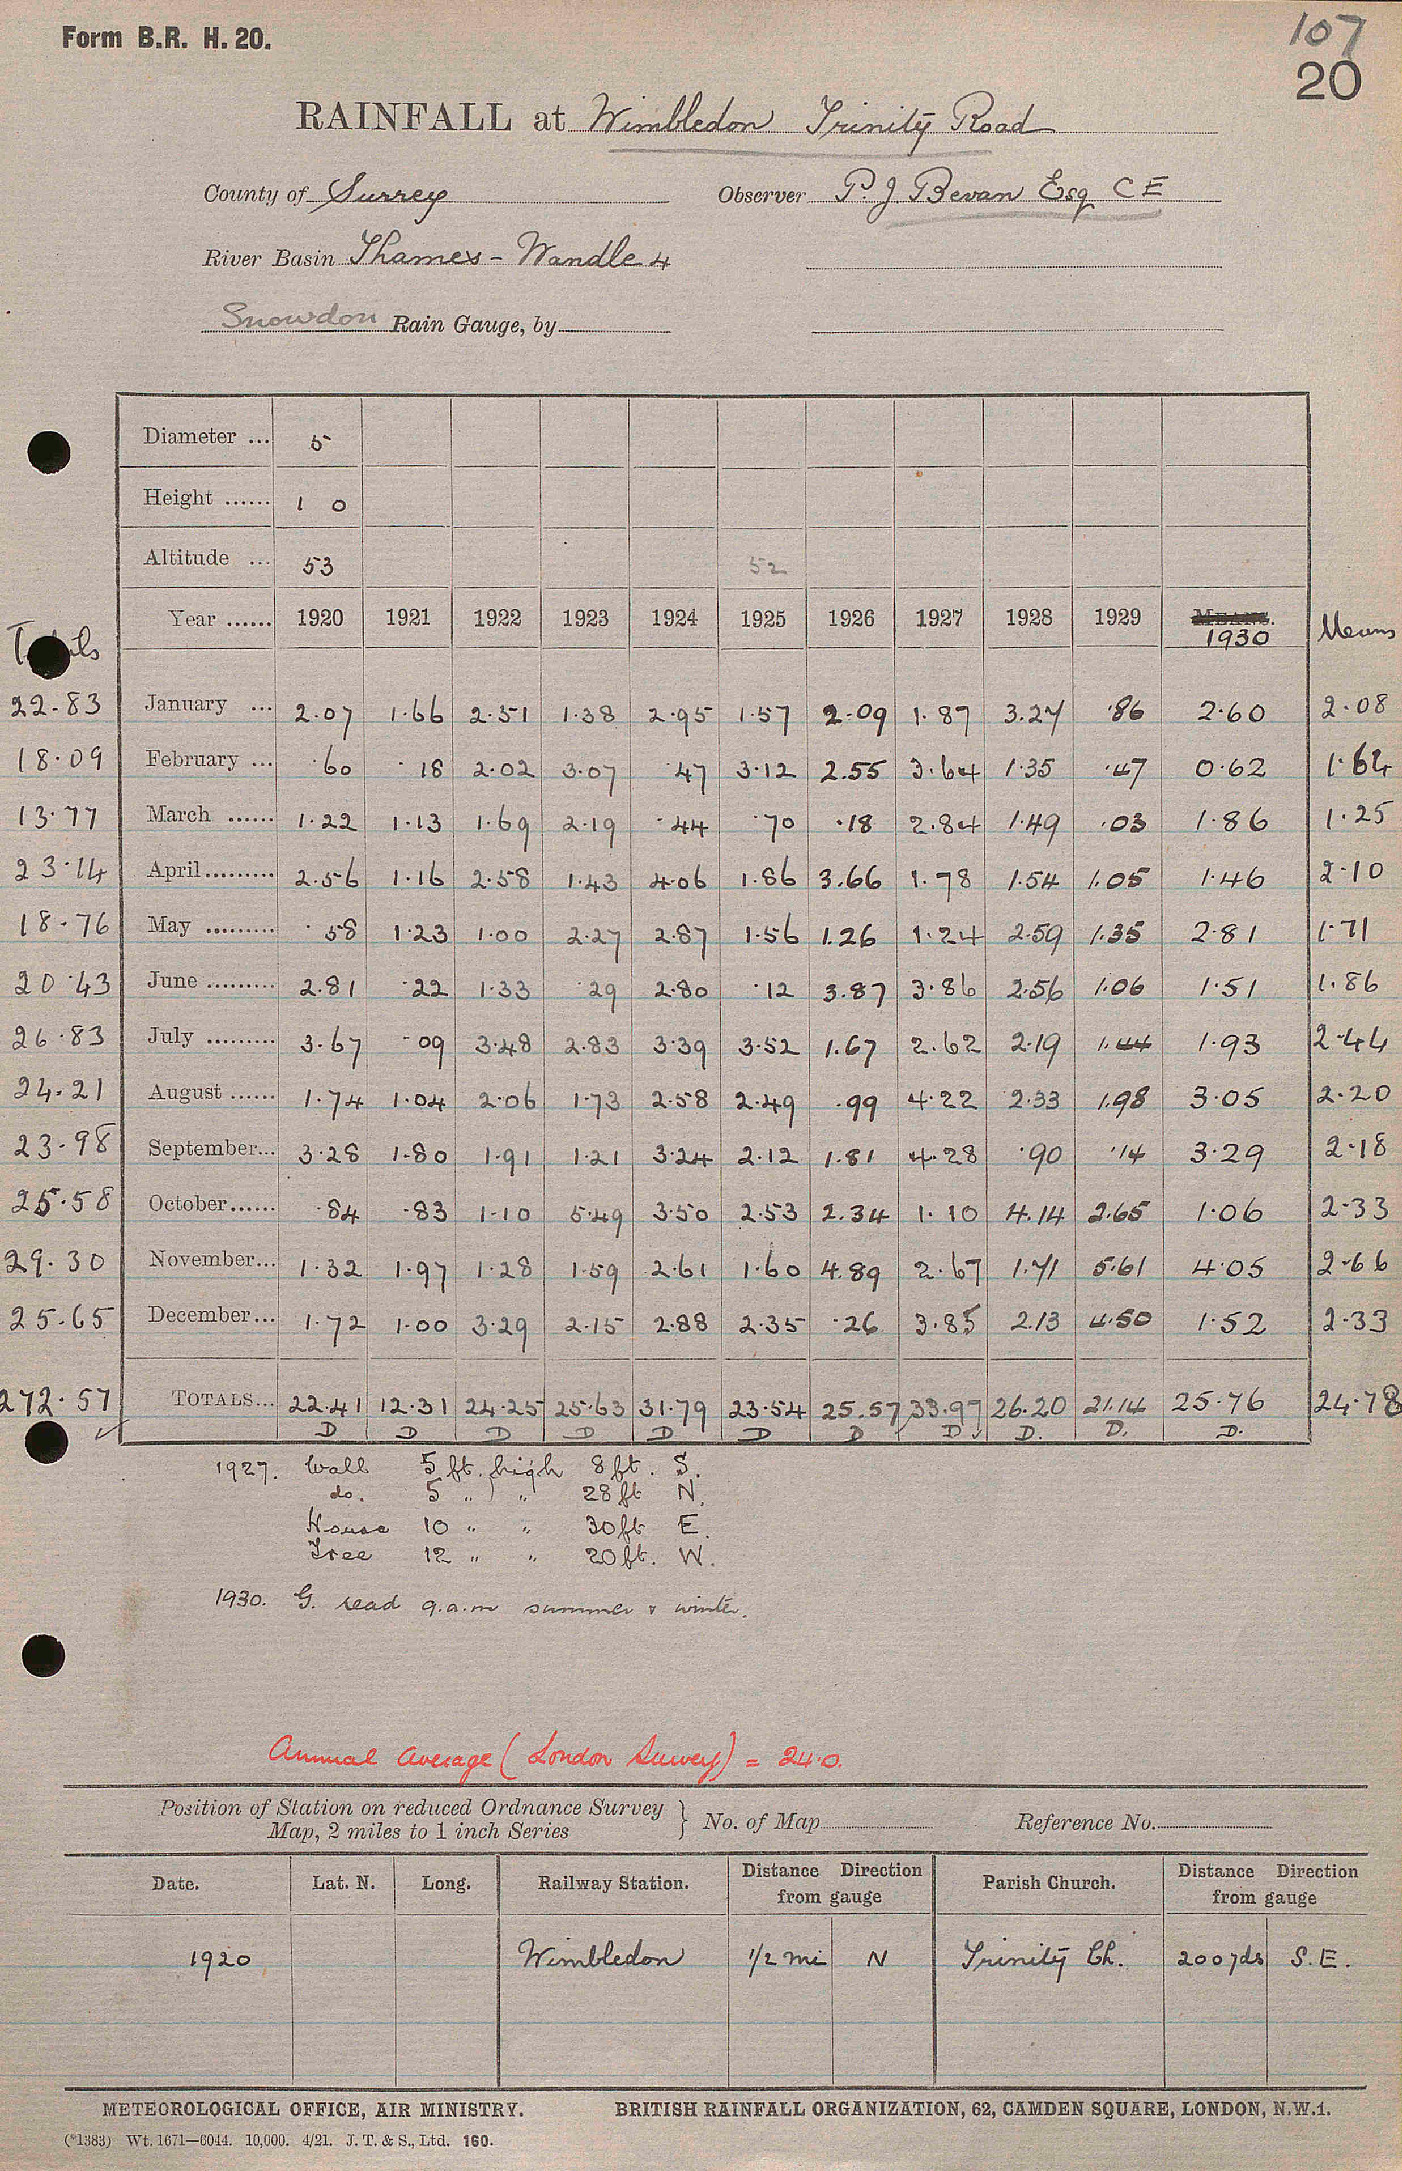 Form B.R. H. 20.
107
20
RAINFALL at Wimbledon Trinity Road
County of Surrey Observer P. J. Bevan Esq C E
River Basin Thames - Wandle 4
Snowdon Rain Gauge, by
Diameter ... 5
Height ...... 1 0
Altitude ... 53 52
Year ...... 1920 1921 1922 1923 1924 1925 1926 1927 1928 1929 MEANS. 1930 Means
Totals
22.83 January ... 2.07 1.66 2.51 1.38 2.95 1.57 2.09 1.87 3.27 .86 2.60 2.08
18.09 February ... .60 .18 2.02 3.07 .47 3.12 2.55 3.64 1.35 .47 0.62 1.64
13.77 March ...... 1.22 1.13 1.69 2.19 .44 .70 .18 2.84 1.49 .03 1.86 1.25
23.14 April......... 2.56 1.16 2.58 1.43 4.06 1.86 3.66 1.78 1.54 1.05 1.46 2.10
18.76 May ......... .58 1.23 1.00 2.27 2.87 1.56 1.26 1.24 2.59 1.35 2.81 1.71
20.43 June ......... 2.81 .22 1.33 .29 2.80 .12 3.87 3.86 2.56 1.06 1.51 1.86
26.83 July ......... 3.67 .09 3.48 2.83 3.39 3.52 1.67 2.62 2.19 1.44 1.93 2.44
24.21 August ...... 1.74 1.04 2.06 1.73 2.58 2.49 .99 4.22 2.33 1.98 3.05 2.20
23.98 September... 3.28 1.80 1.91 1.21 3.24 2.12 1.81 4.28 .90 .14 3.29 2.18
25.58 October...... .84 .83 1.10 5.49 3.50 2.53 2.34 1.10 4.14 2.65 1.06 2.33
29.30 November... 1.32 1.97 1.28 1.59 2.61 1.60 4.89 2.67 1.71 5.61 4.05 2.66
25.65 December... 1.72 1.00 3.29 2.15 2.88 2.35 .26 3.85 2.13 4.50 1.52 2.33
272.57 TOTALS... 22.41 12.31 24.25 25.63 31.79 23.54 25.57 33.97 26.20 21.14 25.76 24.78
D D D D D D D D D. D. D.
1927. Wall 5 ft. high 8 ft. S.
do. 5 " " 28 ft N.
House 10 " " 30 ft E.
Tree 12 " " 20 ft. W.
1930. G. read 9.a.m summer & winter.
Annual average (London Survey) = 24.0.
Position of Station on reduced Ordnance Survey
Map, 2 miles to 1 inch Series } No. of Map Reference No.
Date. Lat. N. Long. Railway Station. Distance Direction from gauge Parish Church. Distance Direction from gauge
1920 Wimbledon 1/2 mi N Trinity Ch. 200 yds S.E.
METEOROLOGICAL OFFICE, AIR MINISTRY. BRITISH RAINFALL ORGANIZATION, 62, CAMDEN SQUARE, LONDON, N.W.1.
(*1383) Wt. 1671—6044. 10,000. 4/21. J. T. & S., Ltd. 160.